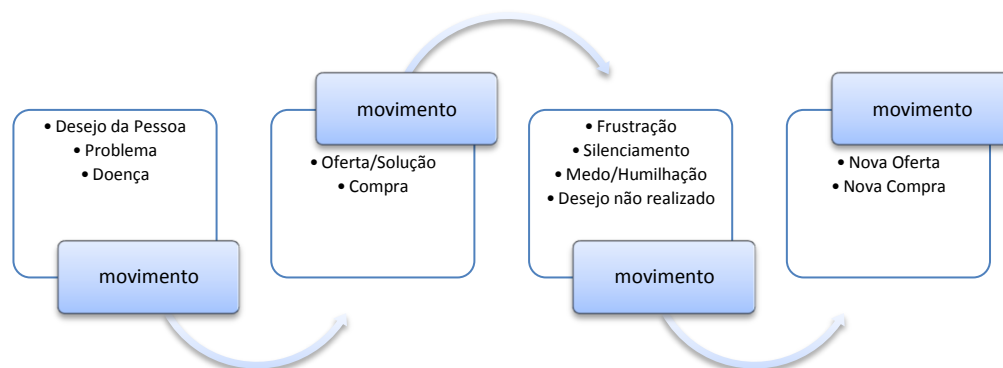 • Desejo da Pessoa
• Problema
• Doença
movimento
movimento
• Oferta/Solução
• Compra
• Frustração
• Silenciamento
• Medo/Humilhação
• Desejo não realizado
movimento
movimento
• Nova Oferta
• Nova Compra